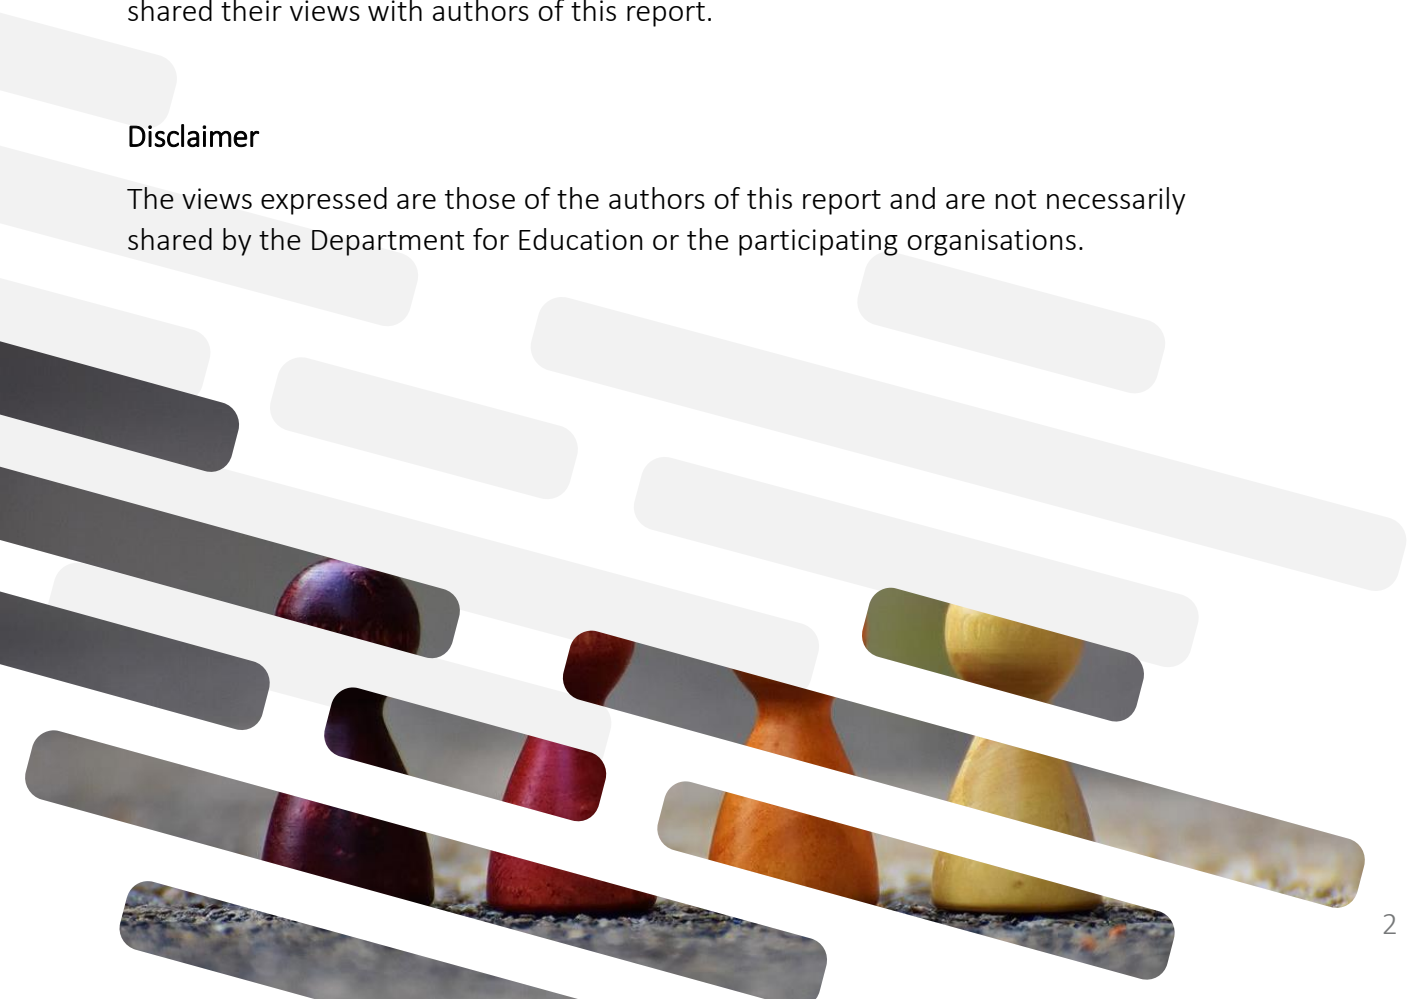 shared their views with authors of this report.
Disclaimer
The views expressed are those of the authors of this report and are not necessarily
shared by the Department for Education or the participating organisations.
2